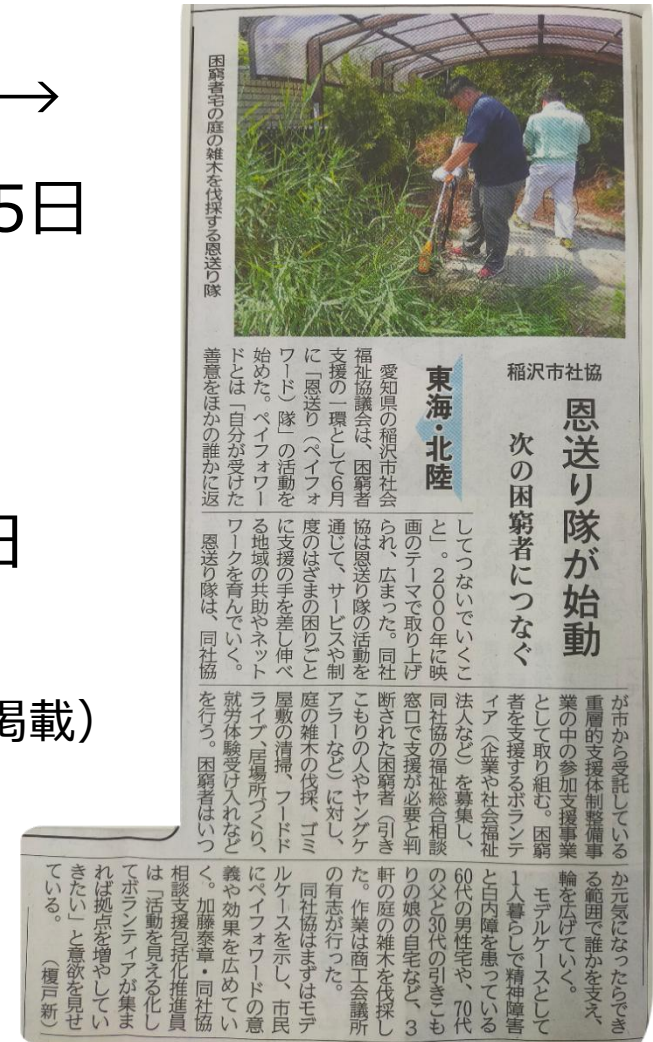 →
5日
日
掲載）
困窮者宅の庭の雑木を伐採する恩送り隊
稲沢市社協
恩送り隊が始動
次の困窮者につなぐ
東海・北陸
愛知県の稲沢市社会
福祉協議会は、困窮者
支援の一環として６月
に「恩送り（ペイフォ
ワード）隊」の活動を
始めた。ペイフォワー
ドとは「自分が受けた
善意をほかの誰かに返
してつないでいくこ
と」。２０００年に映
画のテーマで取り上げ
られ、広まった。同社
協は恩送り隊の活動を
通じて、サービスや制
度のはざまの困りごと
に支援の手を差し伸べ
る地域の共助やネット
ワークを育んでいく。
恩送り隊は、同社協
が市から受託している
重層的支援体制整備事
業の中の参加支援事業
として取り組む。困窮
者を支援するボランテ
ィア（企業や社会福祉
法人など）を募集し、
同社協の福祉総合相談
窓口で支援が必要と判
断された困窮者（引き
こもりの人やヤングケ
アラーなど）に対し、
庭の雑木の伐採、ゴミ
屋敷の清掃、フードド
ライブ、居場所づくり、
就労体験受け入れなど
を行う。困窮者はいつ
か元気になったらでき
る範囲で誰かを支え、
輪を広げていく。
モデルケースとして
１人暮らしで精神障害
と白内障を患っている
60代の男性宅や、70代
の父と30代の引きこも
りの娘の自宅など、３
軒の庭の雑木を伐採し
た。作業は商工会議所
の有志が行った。
同社協はまずはモデ
ルケースを示し、市民
にペイフォワードの意
義や効果を広めてい
く。加藤泰章・同社協
相談支援包括化推進員
は「活動を見える化し
てボランティアが集ま
れば拠点を増やしてい
きたい」と意欲を見せ
ている。（榎戸新）